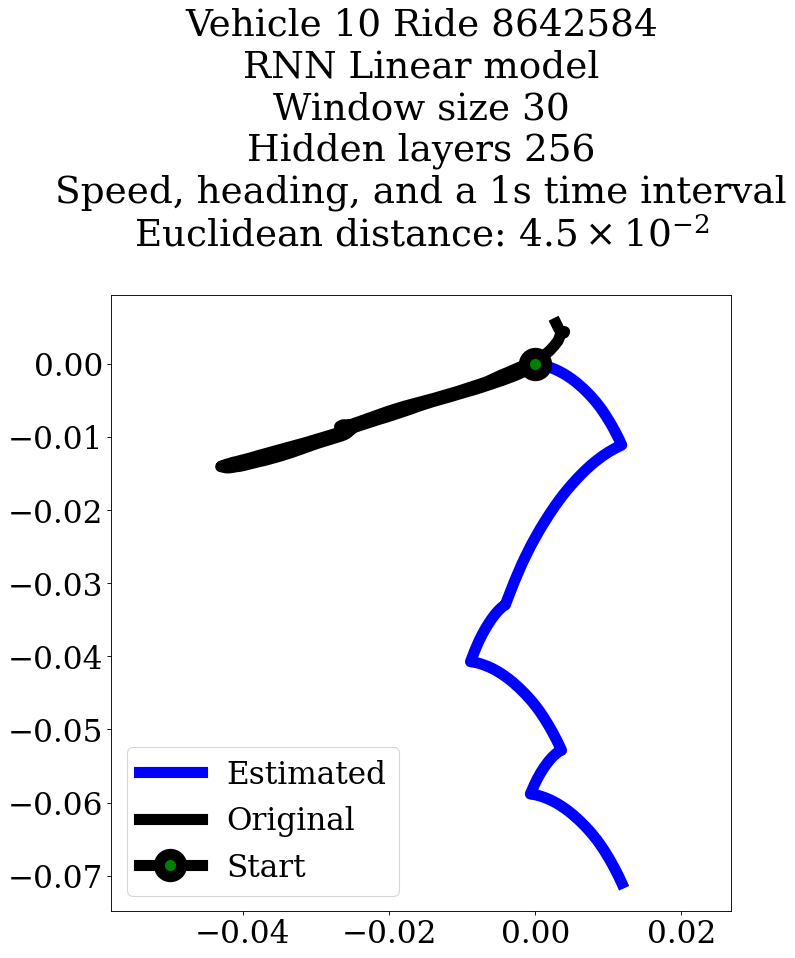 Vehicle 10 Ride 8642584
RNN Linear model
Window size 30
Hidden layers 256
Speed, heading, and a 1s time interval
Euclidean distance: 4.5 × 10⁻²
0.00
−0.01
−0.02
−0.03
−0.04
−0.05
−0.06
−0.07
Estimated
Original
Start
−0.04 −0.02 0.00 0.02